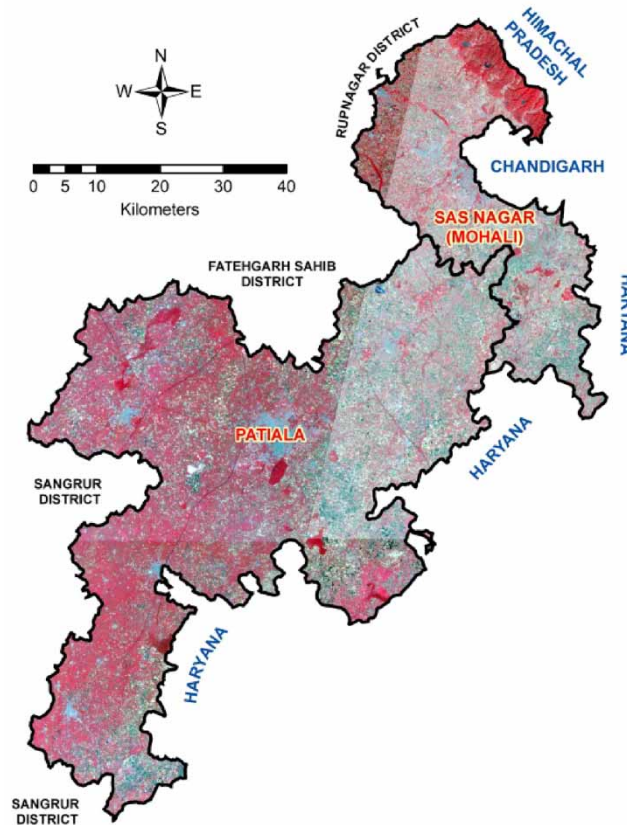 N
W E
S
0 5 10 20 30 40
Kilometers
RUPNAGAR DISTRICT
HIMACHAL
PRADESH
CHANDIGARH
SAS NAGAR
(MOHALI)
FATEHGARH SAHIB
DISTRICT
HARYANA
HARYANA
PATIALA
SANGRUR
DISTRICT
HARYANA
SANGRUR
DISTRICT